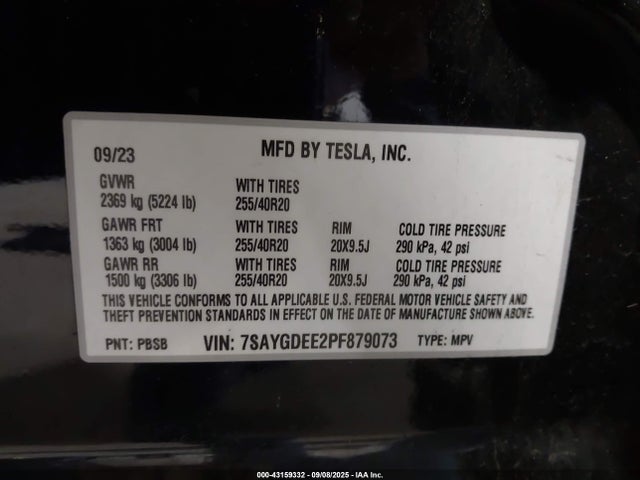 09/23 MFD BY TESLA, INC.
GVWR WITH TIRES
2369 kg (5224 lb) 255/40R20
GAWR FRT WITH TIRES RIM COLD TIRE PRESSURE
1363 kg (3004 lb) 255/40R20 20X9.5J 290 kPa, 42 psi
GAWR RR WITH TIRES RIM COLD TIRE PRESSURE
1500 kg (3306 lb) 255/40R20 20X9.5J 290 kPa, 42 psi
THIS VEHICLE CONFORMS TO ALL APPLICABLE U.S. FEDERAL MOTOR VEHICLE SAFETY AND
THEFT PREVENTION STANDARDS IN EFFECT ON THE DATE OF MANUFACTURE SHOWN ABOVE.
PNT: PBSB VIN: 7SAYGDEE2PF879073 TYPE: MPV
000-43159332 - 09/08/2025 - IAA Inc.